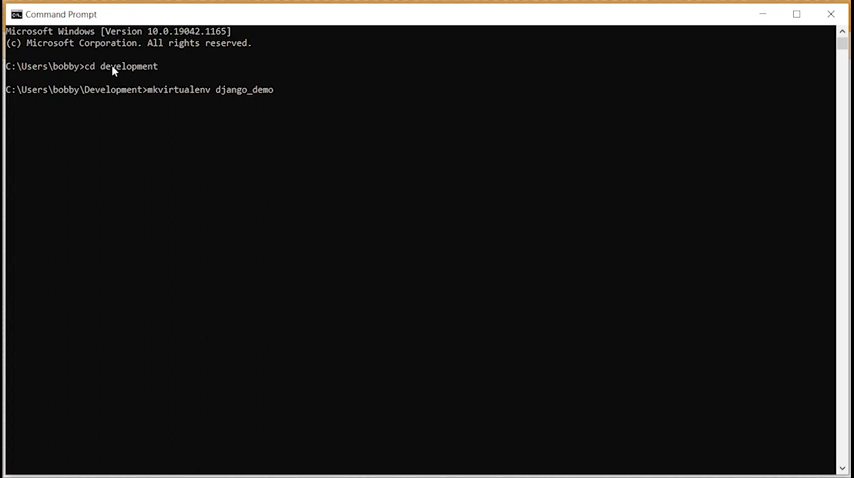 Command Prompt
Microsoft Windows [Version 10.0.19042.1165]
(c) Microsoft Corporation. All rights reserved.
C:\Users\bobby>cd development
C:\Users\bobby\Development>mkvirtualenv django_demo